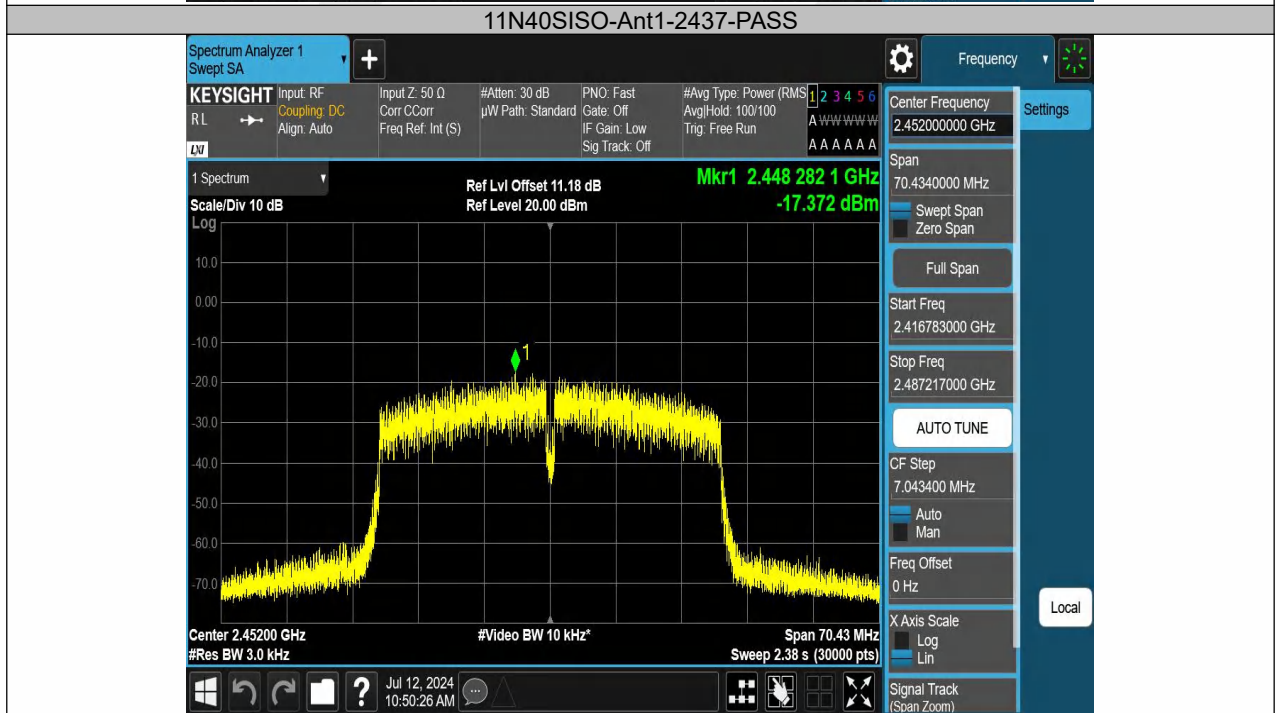 11N40SISO-Ant1-2437-PASS
Spectrum Analyzer 1
Swept SA
+
Frequency
KEYSIGHT
RL
LXI
Input: RF
Coupling: DC
Align: Auto
Input Z: 50 Ω
Corr CCorr
Freq Ref: Int (S)
#Atten: 30 dB
µW Path: Standard
PNO: Fast
Gate: Off
IF Gain: Low
Sig Track: Off
#Avg Type: Power (RMS
Avg|Hold: 100/100
Trig: Free Run
1 2 3 4 5 6
A W W W W W
A A A A A A
1 Spectrum
Scale/Div 10 dB
Log
Ref Lvl Offset 11.18 dB
Ref Level 20.00 dBm
Mkr1 2.448 282 1 GHz
-17.372 dBm
10.0
0.00
-10.0
-20.0
-30.0
-40.0
-50.0
-60.0
-70.0
1
Center 2.45200 GHz
#Res BW 3.0 kHz
#Video BW 10 kHz*
Span 70.43 MHz
Sweep 2.38 s (30000 pts)
Center Frequency
2.452000000 GHz
Settings
Span
70.4340000 MHz
Swept Span
Zero Span
Full Span
Start Freq
2.416783000 GHz
Stop Freq
2.487217000 GHz
AUTO TUNE
CF Step
7.043400 MHz
Auto
Man
Freq Offset
0 Hz
X Axis Scale
Log
Lin
Local
Signal Track
(Span Zoom)
?
Jul 12, 2024
10:50:26 AM